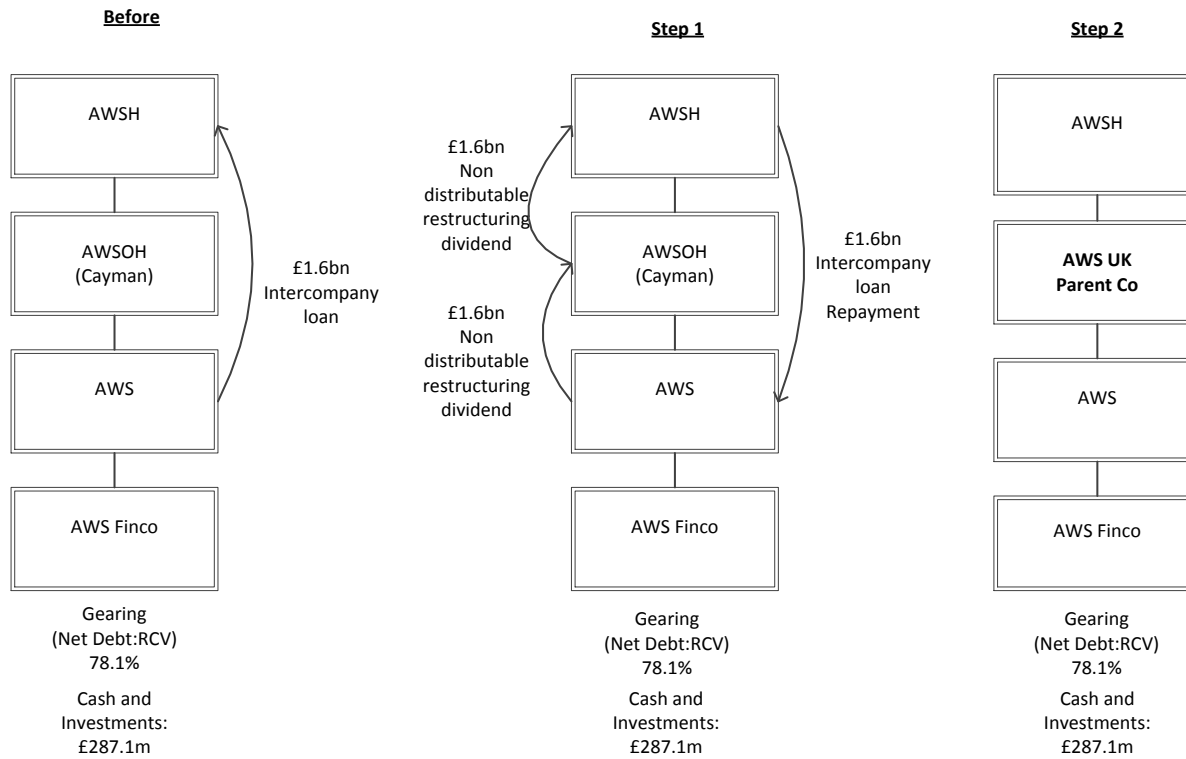 Before
AWSH
AWSOH
(Cayman)
AWS
AWS Finco
£1.6bn
Intercompany
loan
Gearing
(Net Debt:RCV)
78.1%
Cash and
Investments:
£287.1m
Step 1
£1.6bn
Non
distributable
restructuring
dividend
£1.6bn
Non
distributable
restructuring
dividend
AWSH
AWSOH
(Cayman)
AWS
AWS Finco
£1.6bn
Intercompany
loan
Repayment
Gearing
(Net Debt:RCV)
78.1%
Cash and
Investments:
£287.1m
Step 2
AWSH
AWS UK
Parent Co
AWS
AWS Finco
Gearing
(Net Debt:RCV)
78.1%
Cash and
Investments:
£287.1m